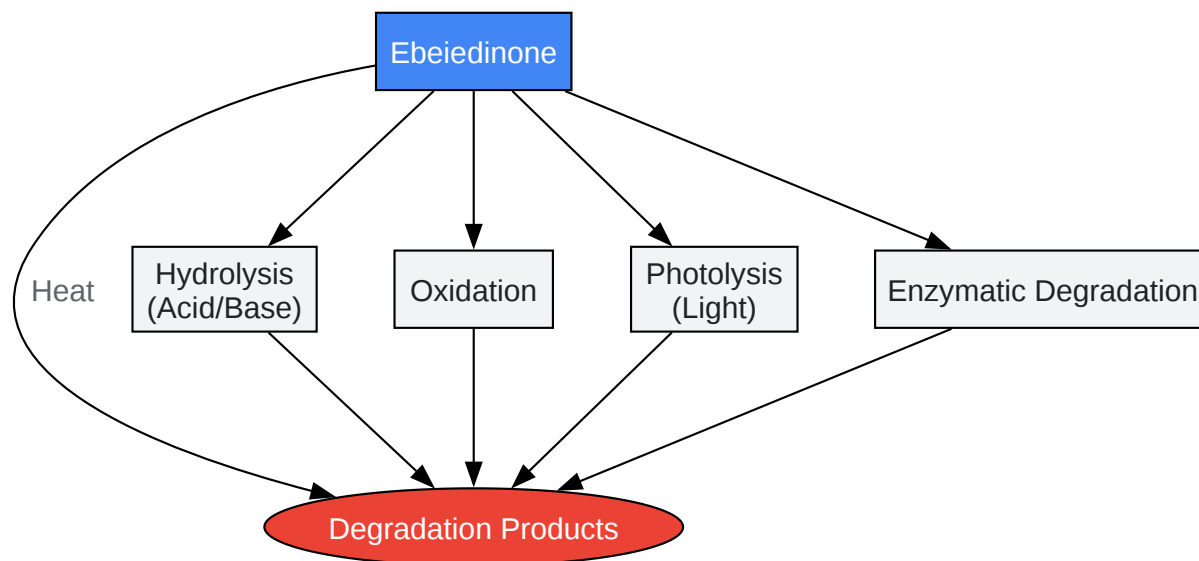 Ebeiedinone
Heat
Hydrolysis
(Acid/Base)
Oxidation
Photolysis
(Light)
Enzymatic Degradation
Degradation Products